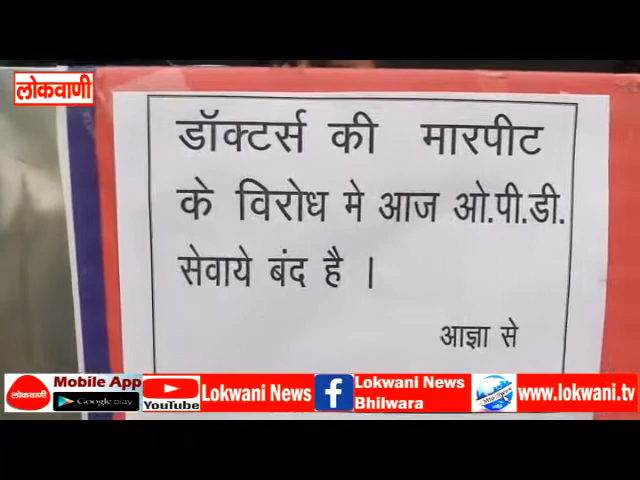 लोकवाणी
डॉक्टर्स की मारपीट
के विरोध मे आज ओ.पी.डी.
सेवाये बंद है ।
आज्ञा से
लोकवाणी
Mobile App
Google play
YouTube
Lokwani News
Lokwani News
Bhilwara
www.lokwani.tv